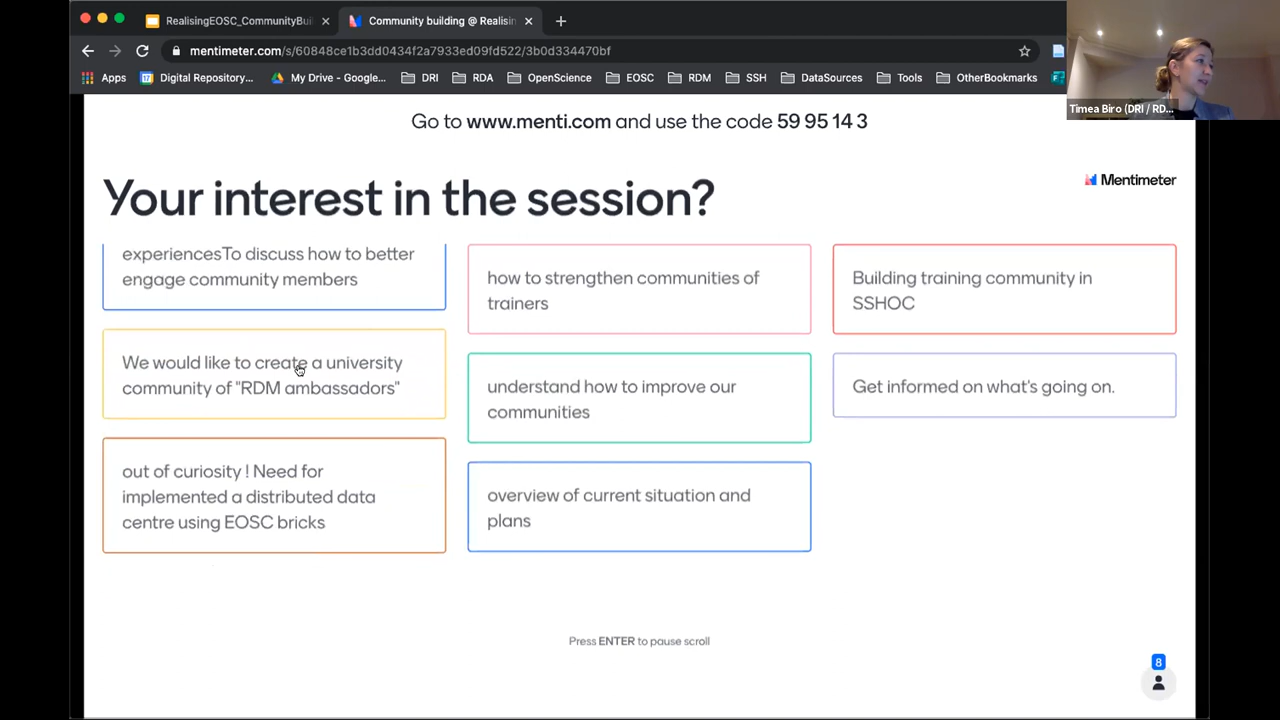 RealisingEOSC_CommunityBui
Community building @ Realisin
mentimeter.com/s/60848ce1b3dd0434f2a7933ed09fd522/3b0d334470bf
Apps
Digital Repository...
My Drive - Google...
DRI
RDA
OpenScience
EOSC
RDM
SSH
DataSources
Tools
OtherBookmarks
Timea Biro (DRI / RD...
Go to www.menti.com and use the code 59 95 14 3
Your interest in the session?
Mentimeter
experiencesTo discuss how to better
engage community members
We would like to create a university
community of "RDM ambassadors"
out of curiosity ! Need for
implemented a distributed data
centre using EOSC bricks
how to strengthen communities of
trainers
understand how to improve our
communities
overview of current situation and
plans
Building training community in
SSHOC
Get informed on what's going on.
Press ENTER to pause scroll
8